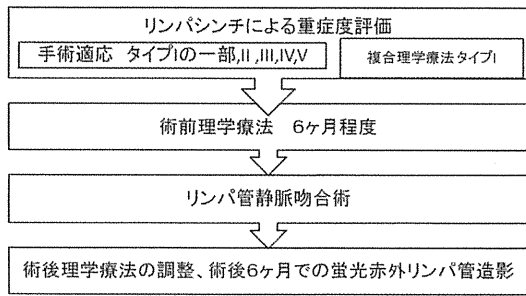 リンパシンチによる重症度評価
手術適応 タイプIの一部,II ,III,IV,V
複合理学療法タイプI
術前理学療法 6ヶ月程度
リンパ管静脈吻合術
術後理学療法の調整、術後6ヶ月での蛍光赤外リンパ管造影